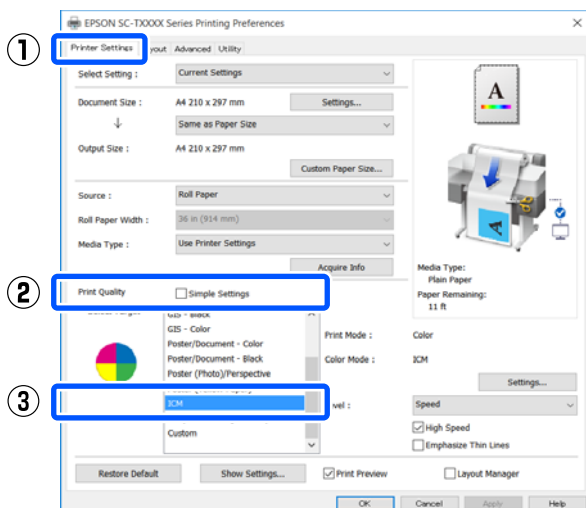 EPSON SC-TXXXX Series Printing Preferences
1
Printer Settings yout Advanced Utility
Select Setting : Current Settings
Document Size : A4 210 x 297 mm Settings...
Same as Paper Size
Output Size : A4 210 x 297 mm
Custom Paper Size...
Source : Roll Paper
Roll Paper Width : 36 in (914 mm)
Media Type : Use Printer Settings
Acquire Info
A
Media Type:
Plain Paper
Paper Remaining:
11 ft
2
Print Quality Simple Settings
GIS - Black
GIS - Color
Poster/Document - Color
Poster/Document - Black
Poster (Photo)/Perspective
3
ICM
Custom
Print Mode : Color
Color Mode : ICM
Settings...
vel : Speed
High Speed
Emphasize Thin Lines
Restore Default Show Settings... Print Preview Layout Manager
OK Cancel Apply Help